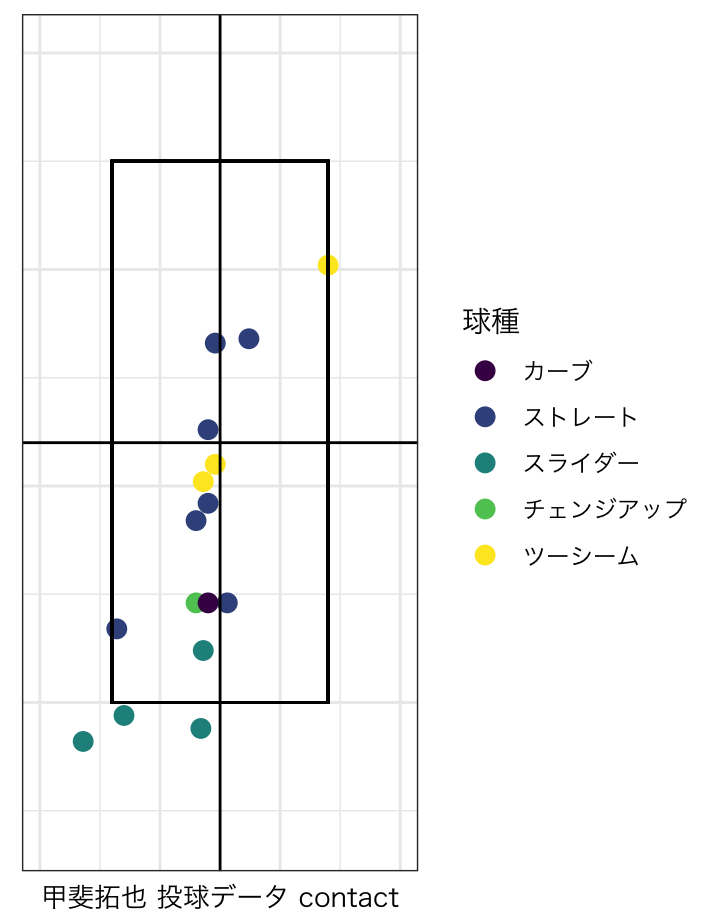 球種
カーブ
ストレート
スライダー
チェンジアップ
ツーシーム
甲斐拓也 投球データ contact